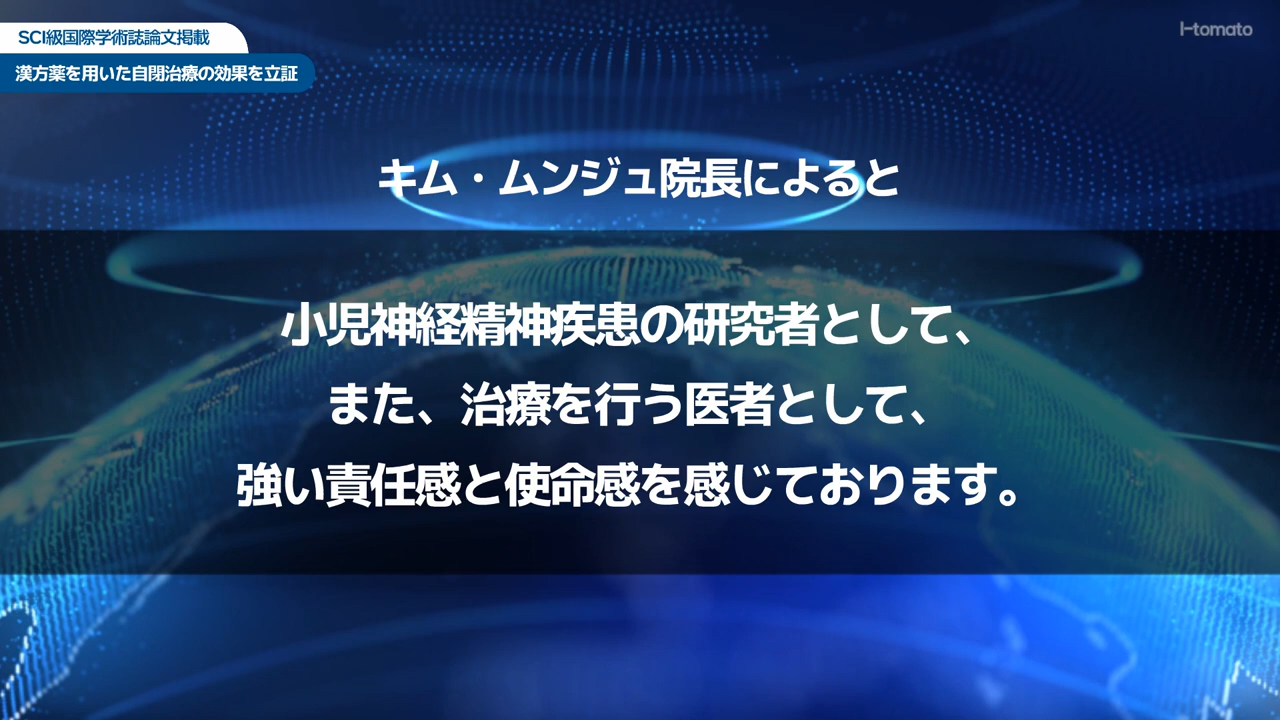 SCI級国際学術誌論文掲載
漢方薬を用いた自閉治療の効果を立証
I-tomato
キム・ムンジュ院長によると
小児神経精神疾患の研究者として、
また、治療を行う医者として、
強い責任感と使命感を感じております。